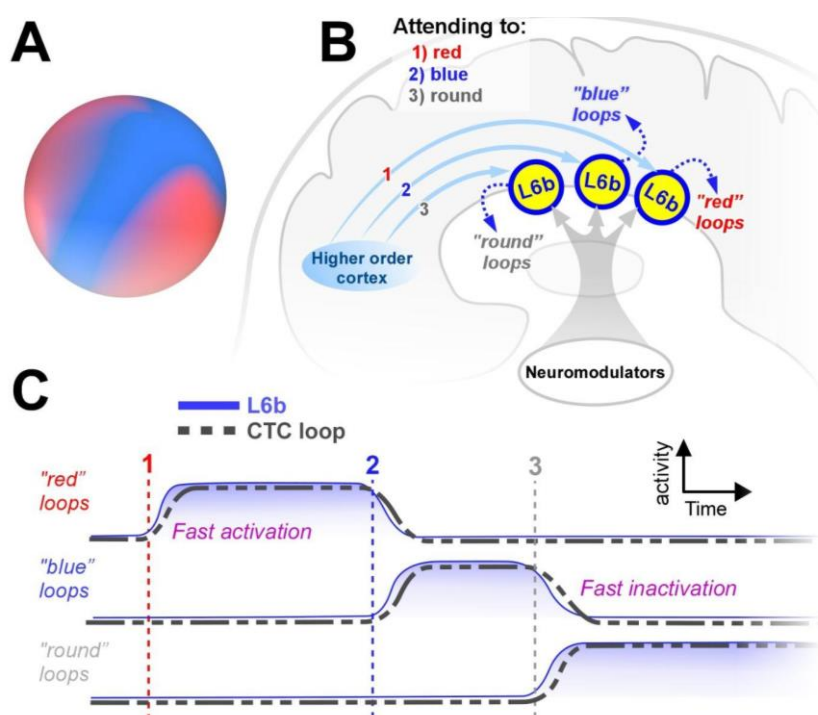 A
B
Attending to:
1) red
2) blue
3) round
"blue"
loops
1
2
3
L6b
L6b
L6b
"red"
loops
"round"
loops
Higher order
cortex
Neuromodulators
C
L6b
CTC loop
1
2
3
activity
Time
"red"
loops
Fast activation
"blue"
loops
Fast inactivation
"round"
loops